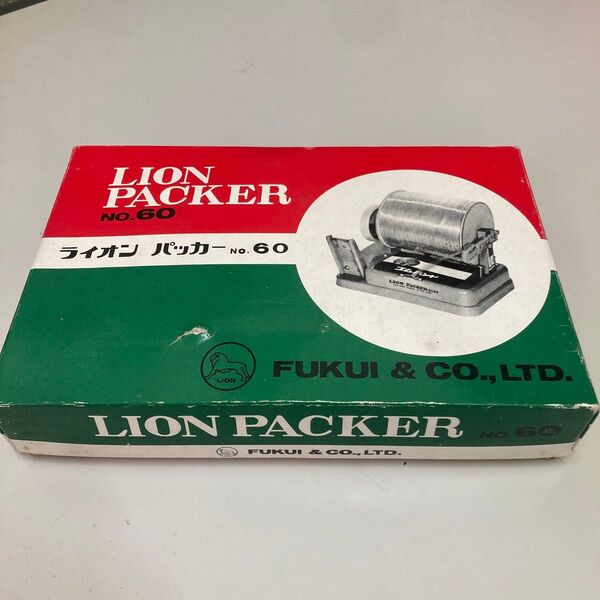 LION
PACKER
NO.60
ライオン パッカー No.60
LION PACKER
LION
FUKUI & CO., LTD.
LION PACKER NO.60
FUKUI & CO., LTD.